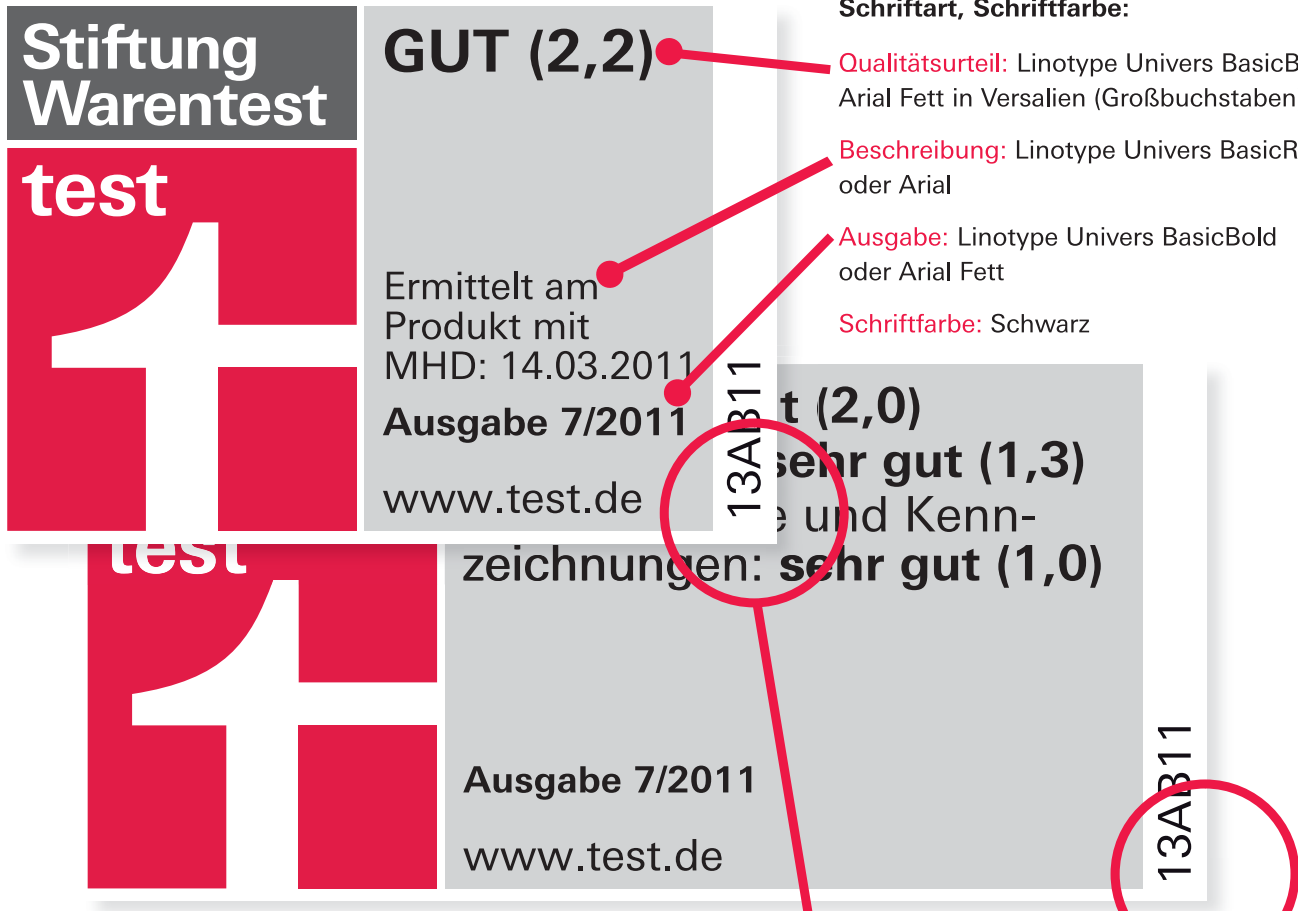 Stiftung
Warentest
test
GUT (2,2)
Ermittelt am
Produkt mit
MHD: 14.03.2011
Ausgabe 7/2011
www.test.de
13AB11
Schriftart, Schriftfarbe:
Qualitätsurteil: Linotype Univers
Arial Fett in Versalien (Großbuchstaben
Beschreibung: Linotype Univers
oder Arial
Ausgabe: Linotype Univers BasicBold
oder Arial Fett
Schriftfarbe: Schwarz
test
(2,0)
sehr gut (1,3)
und Kenn-
zeichnungen: sehr gut (1,0)
Ausgabe 7/2011
www.test.de
13AB11